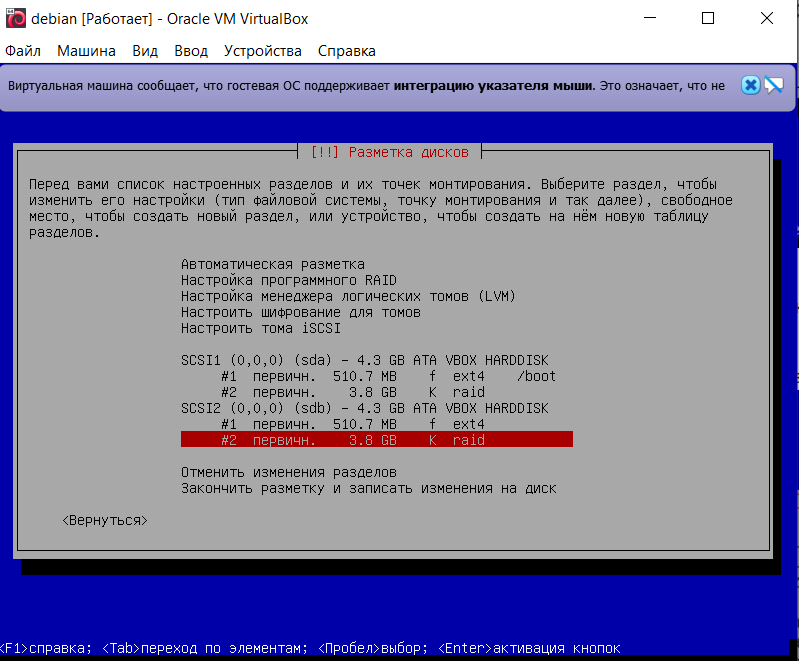 debian [Работает] - Oracle VM VirtualBox
Файл Машина Вид Ввод Устройства Справка
Виртуальная машина сообщает, что гостевая ОС поддерживает интеграцию указателя мыши. Это означает, что не
[!!] Разметка дисков
Перед вами список настроенных разделов и их точек монтирования. Выберите раздел, чтобы
изменить его настройки (тип файловой системы, точку монтирования и так далее), свободное
место, чтобы создать новый раздел, или устройство, чтобы создать на нём новую таблицу
разделов.
Автоматическая разметка
Настройка программного RAID
Настройка менеджера логических томов (LVM)
Настроить шифрование для томов
Настроить тома iSCSI
SCSI1 (0,0,0) (sda) – 4.3 GB ATA VBOX HARDDISK
#1 первичн. 510.7 MB f ext4 /boot
#2 первичн. 3.8 GB K raid
SCSI2 (0,0,0) (sdb) – 4.3 GB ATA VBOX HARDDISK
#1 первичн. 510.7 MB f ext4
#2 первичн. 3.8 GB K raid
Отменить изменения разделов
Закончить разметку и записать изменения на диск
<Вернуться>
<F1>справка; <Tab>переход по элементам; <Пробел>выбор; <Enter>активация кнопок